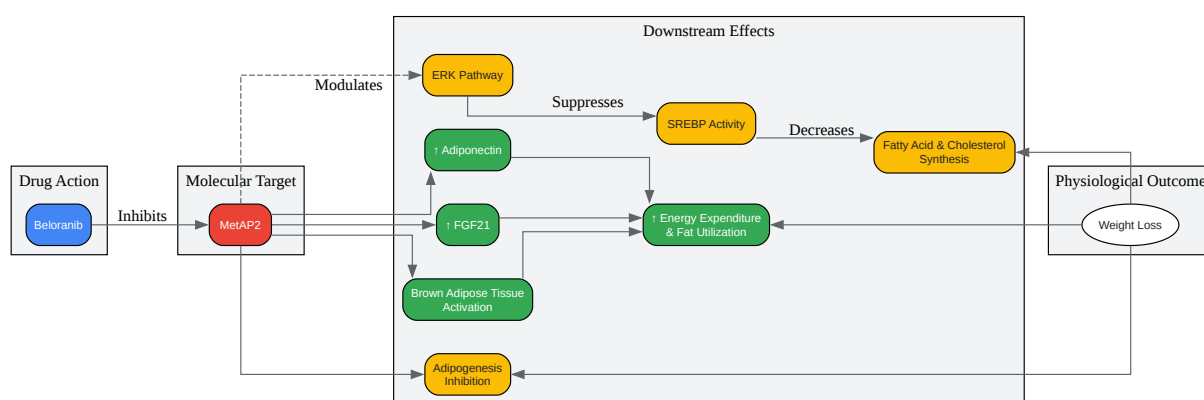 Downstream Effects
ERK Pathway
Modulates
Suppresses
SREBP Activity
Decreases
Fatty Acid & Cholesterol
Synthesis
↑ Adiponectin
Drug Action
Molecular Target
Physiological Outcome
Beloranib
Inhibits
MetAP2
↑ FGF21
↑ Energy Expenditure
& Fat Utilization
Weight Loss
Brown Adipose Tissue
Activation
Adipogenesis
Inhibition